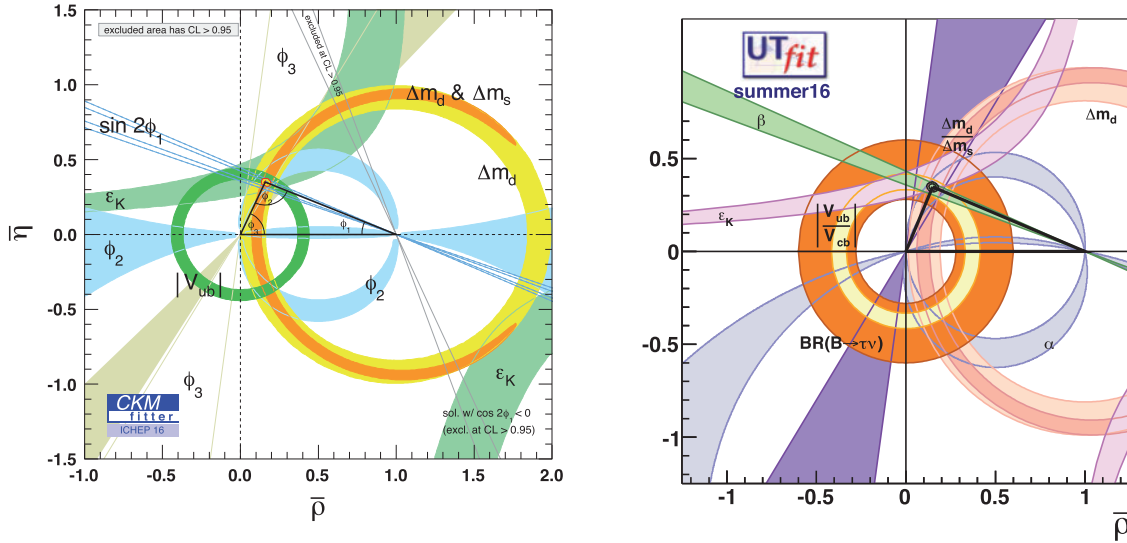 excluded area has CL > 0.95
excluded at CL > 0.95
ϕ3
ϕ3
Δmd & Δms
sin 2ϕ1
Δmd
εK
ϕ2
ϕ2
ϕ3
ϕ1
ϕ2
ϕ2
|Vub|
εK
ϕ3
CKM
fitter
ICHEP 16
sol. w/ cos 2ϕ1 < 0
(excl. at CL > 0.95)
1.5
1.0
0.5
0.0
-0.5
-1.0
-1.5
-1.0
-0.5
0.0
0.5
1.0
1.5
2.0
η̄
ρ̄
UTfit
summer16
β
Δmd
Δms
Δmd
εK
|Vub
Vcb|
BR(B→τν)
α
0.5
0
-0.5
-1
-1
-0.5
0
0.5
1
ρ̄